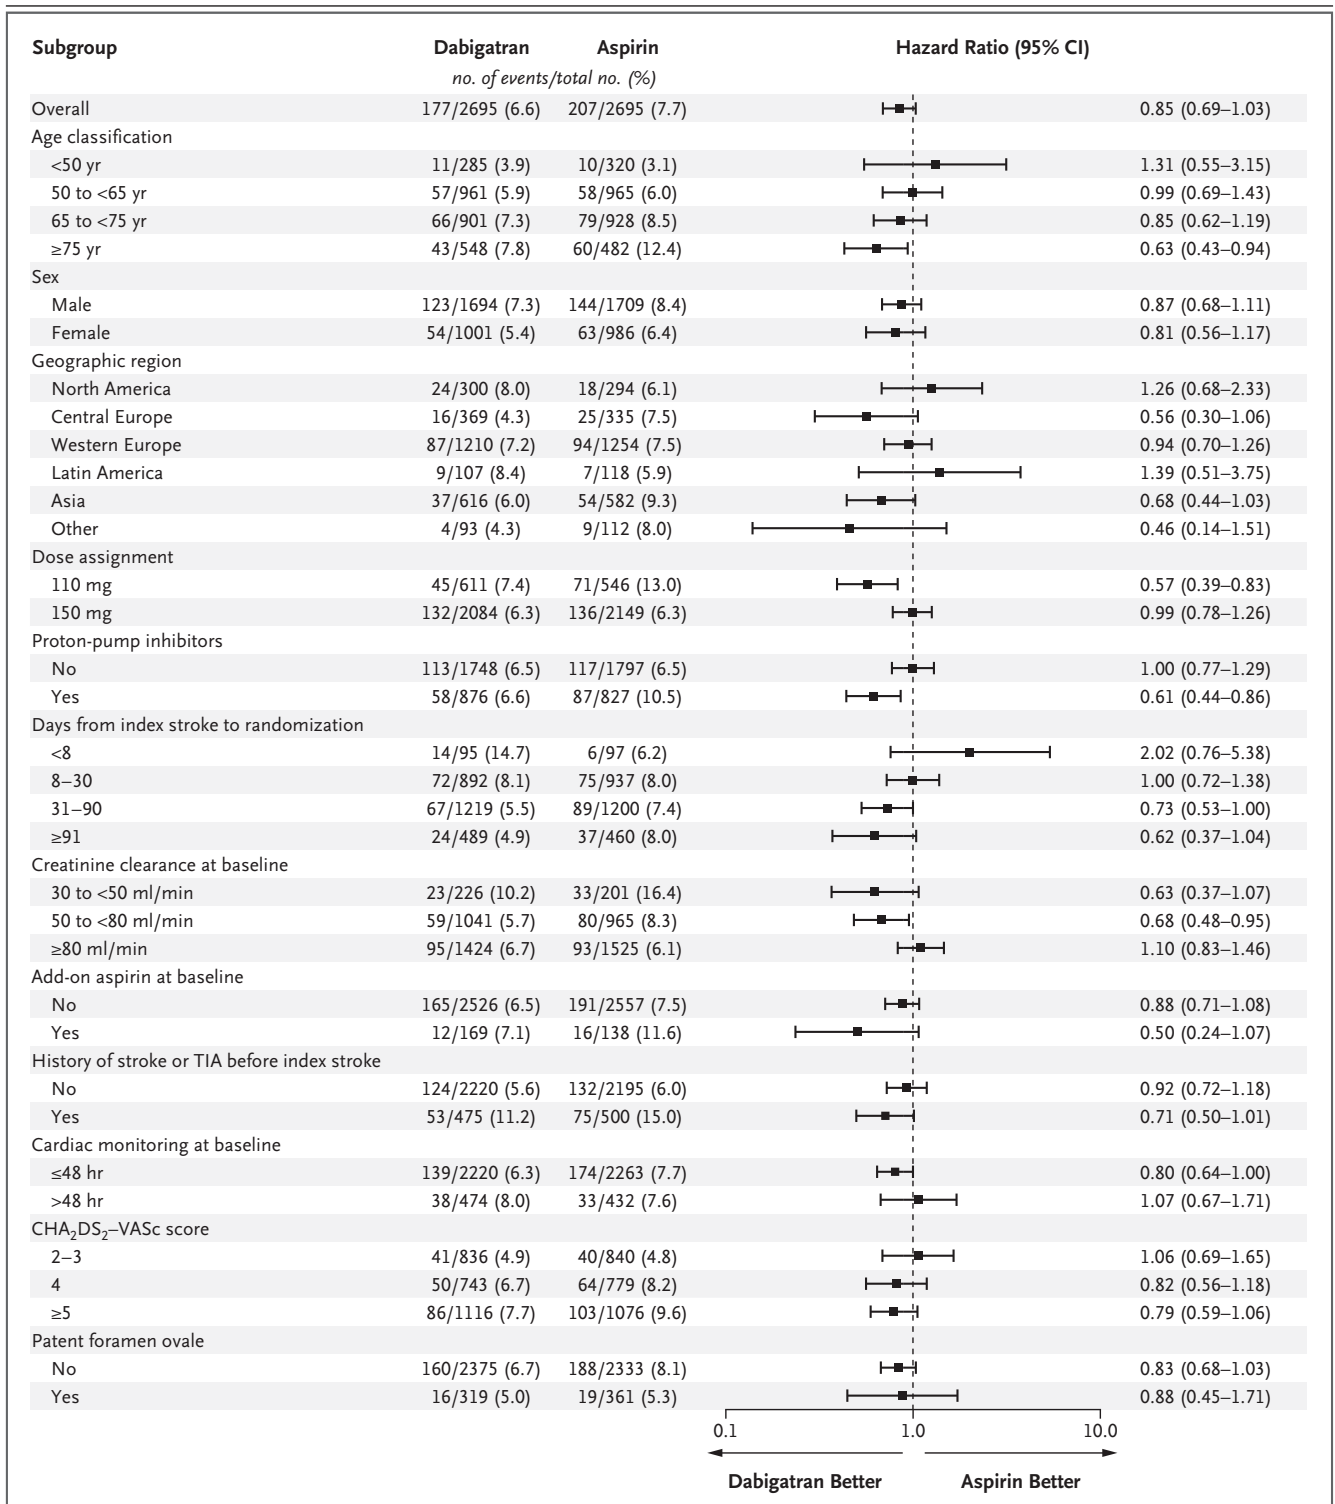 Subgroup Dabigatran Aspirin Hazard Ratio (95% CI)
no. of events/total no. (%)
Overall 177/2695 (6.6) 207/2695 (7.7) 0.85 (0.69–1.03)
Age classification
<50 yr 11/285 (3.9) 10/320 (3.1) 1.31 (0.55–3.15)
50 to <65 yr 57/961 (5.9) 58/965 (6.0) 0.99 (0.69–1.43)
65 to <75 yr 66/901 (7.3) 79/928 (8.5) 0.85 (0.62–1.19)
≥75 yr 43/548 (7.8) 60/482 (12.4) 0.63 (0.43–0.94)
Sex
Male 123/1694 (7.3) 144/1709 (8.4) 0.87 (0.68–1.11)
Female 54/1001 (5.4) 63/986 (6.4) 0.81 (0.56–1.17)
Geographic region
North America 24/300 (8.0) 18/294 (6.1) 1.26 (0.68–2.33)
Central Europe 16/369 (4.3) 25/335 (7.5) 0.56 (0.30–1.06)
Western Europe 87/1210 (7.2) 94/1254 (7.5) 0.94 (0.70–1.26)
Latin America 9/107 (8.4) 7/118 (5.9) 1.39 (0.51–3.75)
Asia 37/616 (6.0) 54/582 (9.3) 0.68 (0.44–1.03)
Other 4/93 (4.3) 9/112 (8.0) 0.46 (0.14–1.51)
Dose assignment
110 mg 45/611 (7.4) 71/546 (13.0) 0.57 (0.39–0.83)
150 mg 132/2084 (6.3) 136/2149 (6.3) 0.99 (0.78–1.26)
Proton-pump inhibitors
No 113/1748 (6.5) 117/1797 (6.5) 1.00 (0.77–1.29)
Yes 58/876 (6.6) 87/827 (10.5) 0.61 (0.44–0.86)
Days from index stroke to randomization
<8 14/95 (14.7) 6/97 (6.2) 2.02 (0.76–5.38)
8–30 72/892 (8.1) 75/937 (8.0) 1.00 (0.72–1.38)
31–90 67/1219 (5.5) 89/1200 (7.4) 0.73 (0.53–1.00)
≥91 24/489 (4.9) 37/460 (8.0) 0.62 (0.37–1.04)
Creatinine clearance at baseline
30 to <50 ml/min 23/226 (10.2) 33/201 (16.4) 0.63 (0.37–1.07)
50 to <80 ml/min 59/1041 (5.7) 80/965 (8.3) 0.68 (0.48–0.95)
≥80 ml/min 95/1424 (6.7) 93/1525 (6.1) 1.10 (0.83–1.46)
Add-on aspirin at baseline
No 165/2526 (6.5) 191/2557 (7.5) 0.88 (0.71–1.08)
Yes 12/169 (7.1) 16/138 (11.6) 0.50 (0.24–1.07)
History of stroke or TIA before index stroke
No 124/2220 (5.6) 132/2195 (6.0) 0.92 (0.72–1.18)
Yes 53/475 (11.2) 75/500 (15.0) 0.71 (0.50–1.01)
Cardiac monitoring at baseline
≤48 hr 139/2220 (6.3) 174/2263 (7.7) 0.80 (0.64–1.00)
>48 hr 38/474 (8.0) 33/432 (7.6) 1.07 (0.67–1.71)
CHA₂DS₂–VASc score
2–3 41/836 (4.9) 40/840 (4.8) 1.06 (0.69–1.65)
4 50/743 (6.7) 64/779 (8.2) 0.82 (0.56–1.18)
≥5 86/1116 (7.7) 103/1076 (9.6) 0.79 (0.59–1.06)
Patent foramen ovale
No 160/2375 (6.7) 188/2333 (8.1) 0.83 (0.68–1.03)
Yes 16/319 (5.0) 19/361 (5.3) 0.88 (0.45–1.71)
0.1 1.0 10.0
Dabigatran Better Aspirin Better